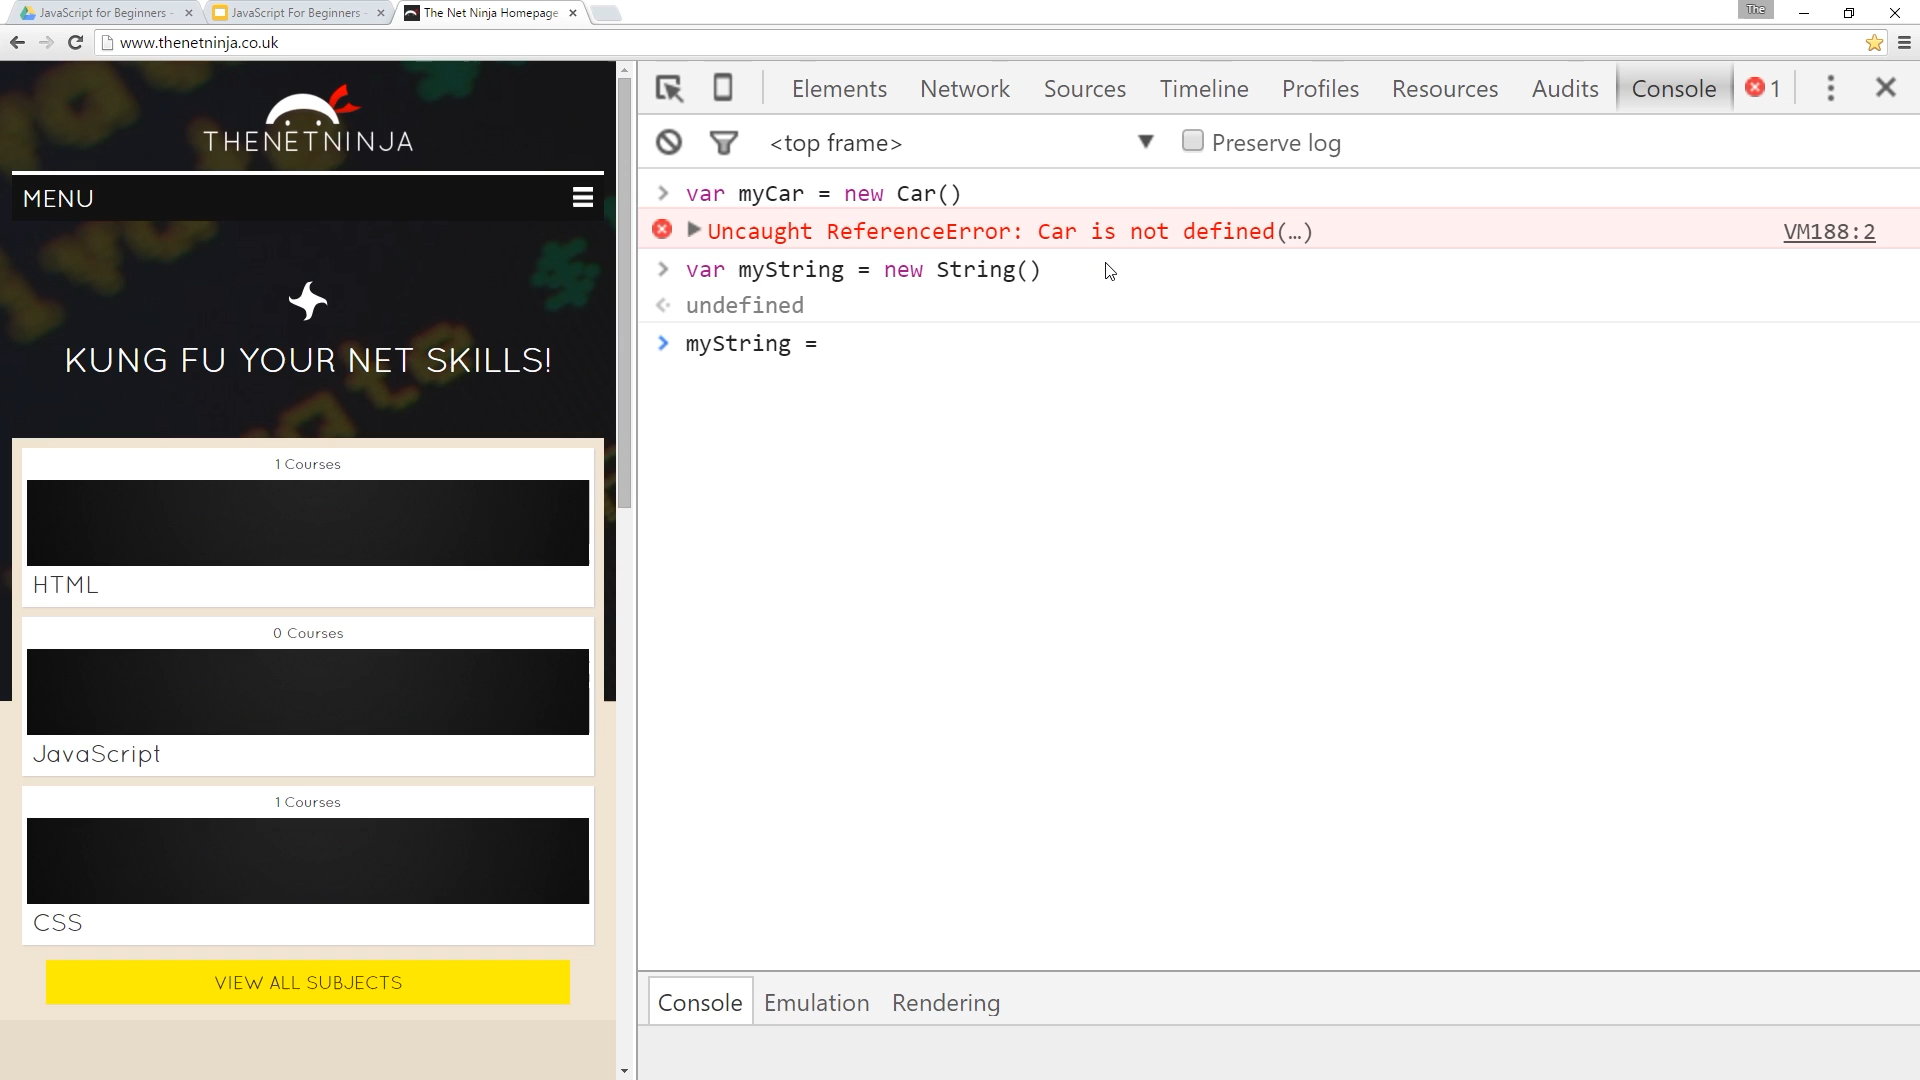 JavaScript for Beginners -
JavaScript For Beginners -
The Net Ninja Homepage
The
www.thenetninja.co.uk
THENETNINJA
MENU
KUNG FU YOUR NET SKILLS!
1 Courses
HTML
0 Courses
JavaScript
1 Courses
CSS
VIEW ALL SUBJECTS
Elements Network Sources Timeline Profiles Resources Audits Console 1
<top frame> ▼ Preserve log
> var myCar = new Car()
▶Uncaught ReferenceError: Car is not defined(…) VM188:2
> var myString = new String()
undefined
> myString =
Console Emulation Rendering